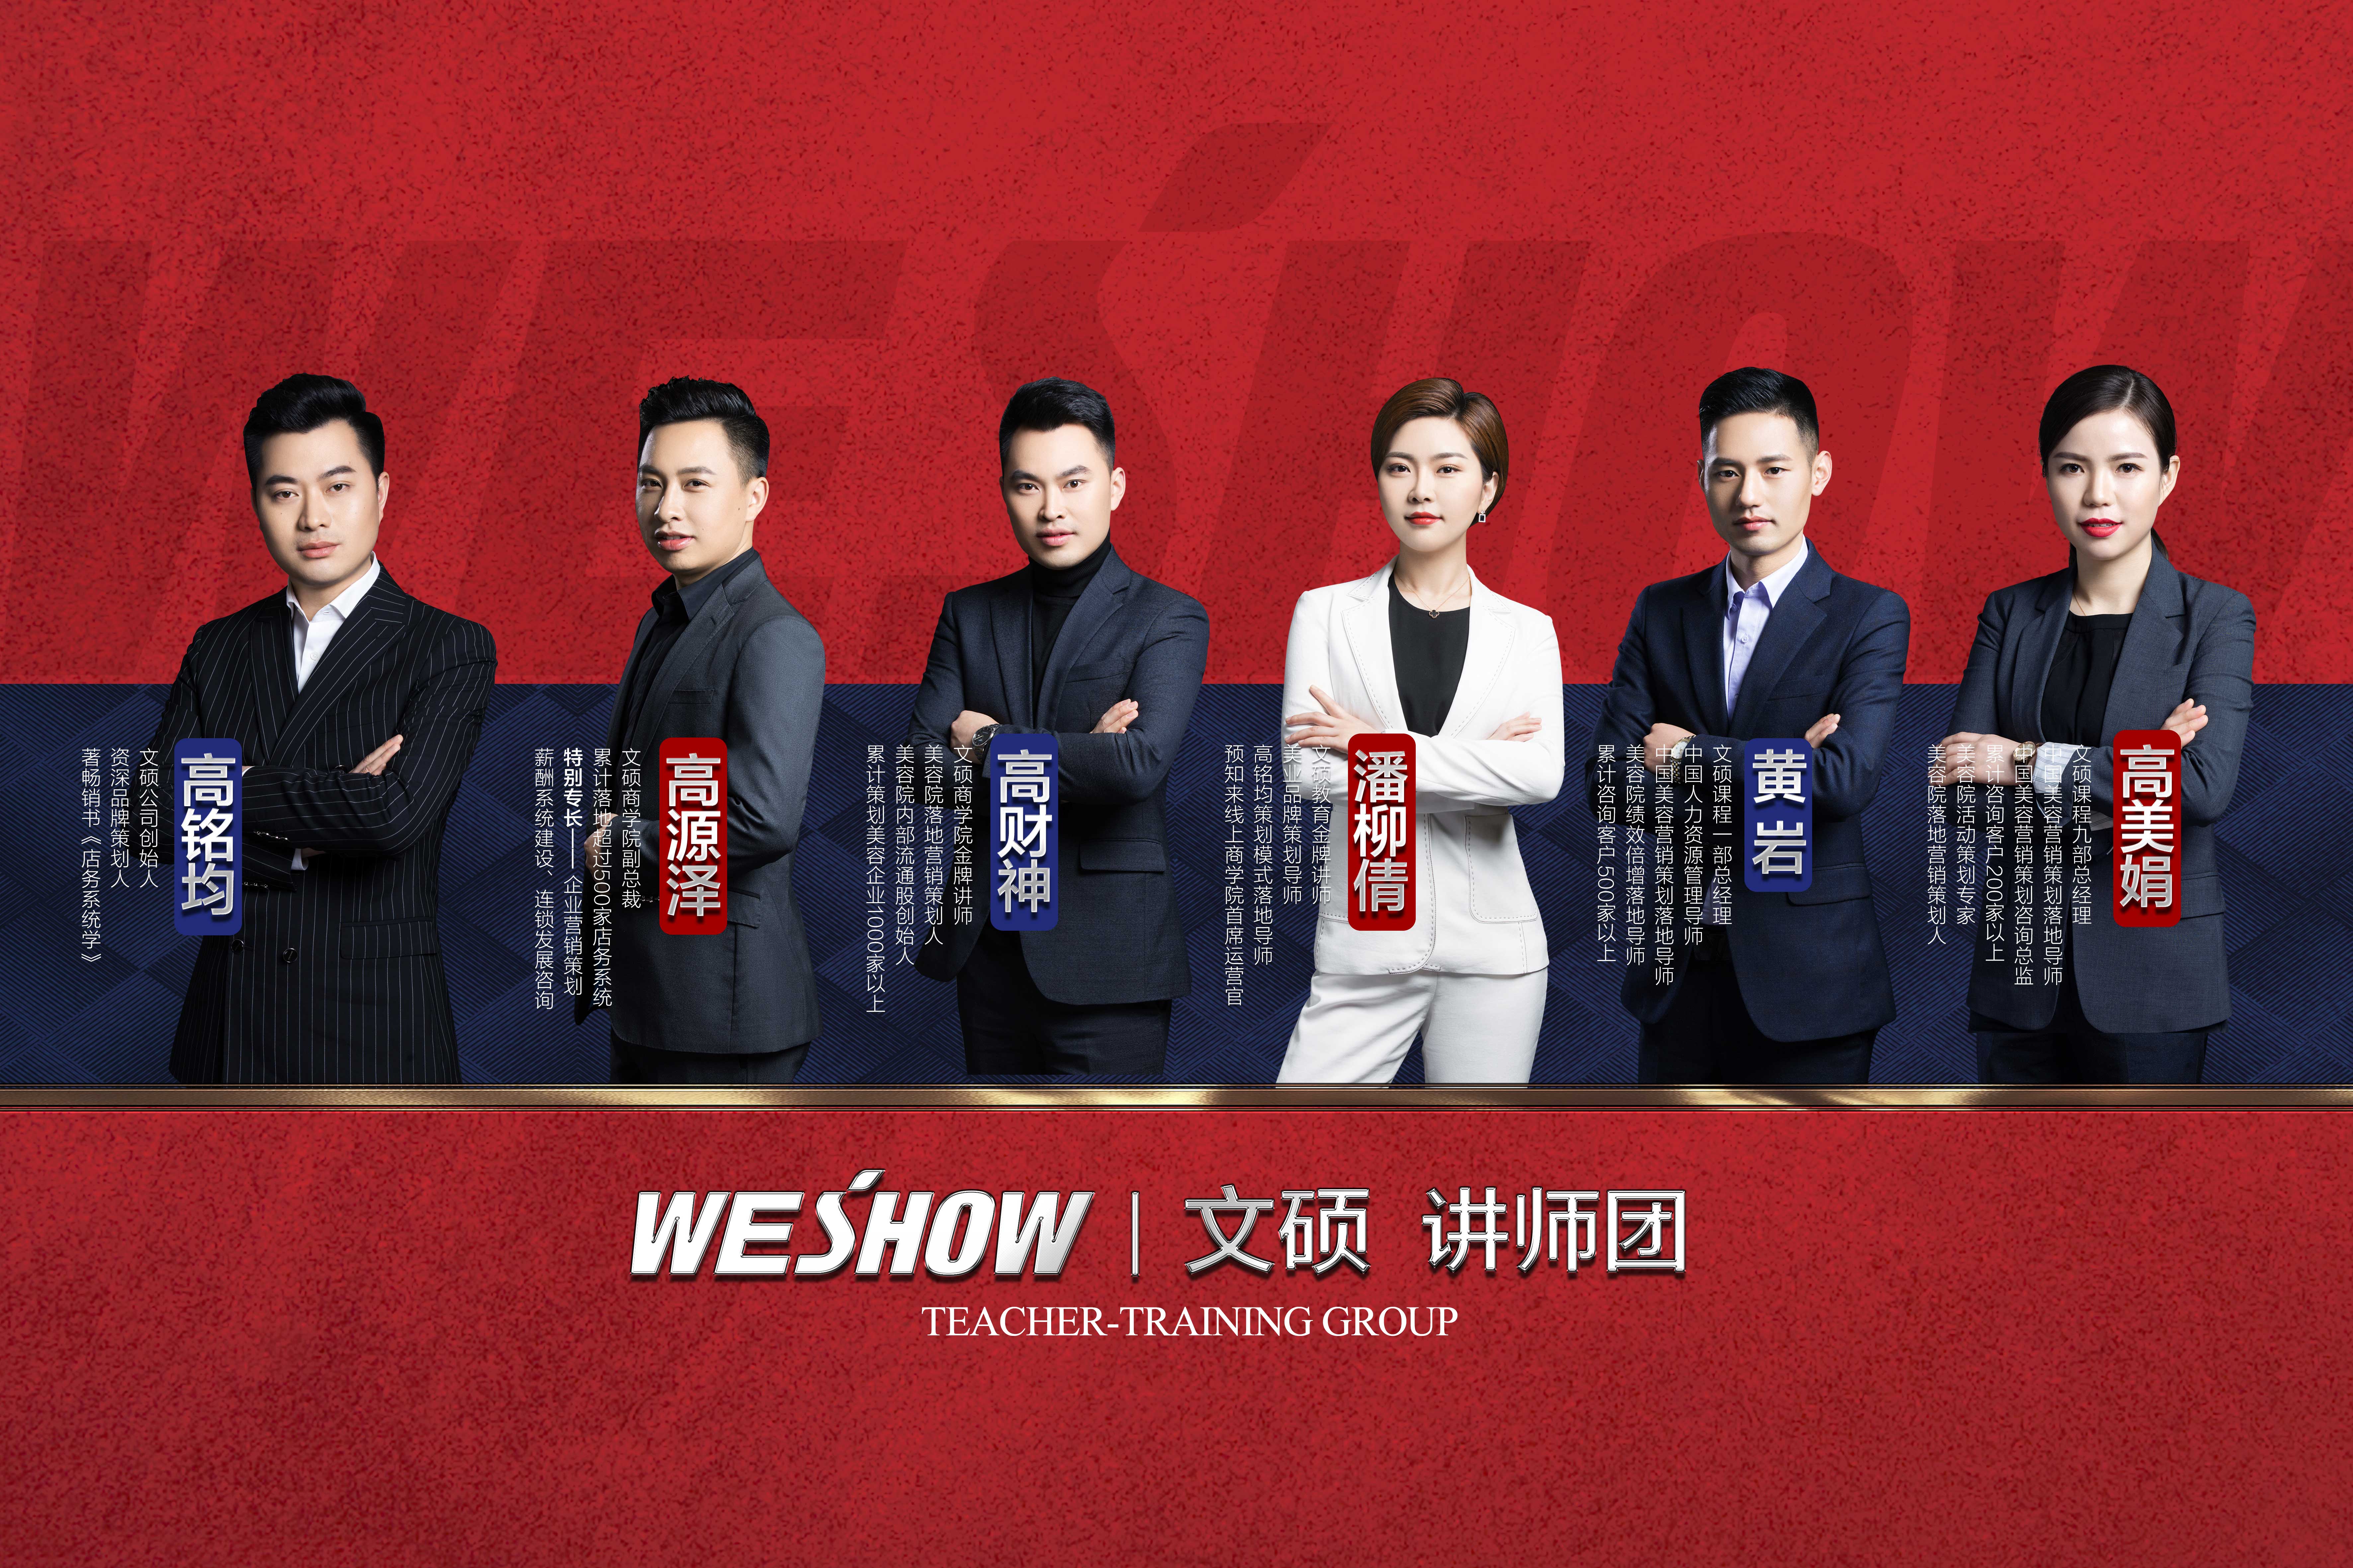 WESHOW
高铭均
文硕公司创始人
资深品牌策划人
著畅销书《店务系统学》
高源泽
文硕商学院副总裁
累计落地超过500家店务系统
特别专长——企业营销策划
薪酬系统建设、连锁发展咨询
高财神
文硕商学院金牌讲师
美容院落地营销策划人
美容院内部流通股创始人
累计策划美容企业1000家以上
潘柳倩
文硕教育金牌讲师
美业品牌策划导师
高铭均策划模式落地导师
预知来线上商学院首席运营官
黄岩
文硕课程一部总经理
中国人力资源管理导师
中国美容营销策划落地导师
美容院绩效倍增落地导师
累计咨询客户500家以上
高美娟
文硕课程九部总经理
中国美容营销策划落地导师
中国美容营销策划咨询总监
累计咨询客户200家以上
美容院活动策划专家
美容院落地营销策划人
WESHOW | 文硕 讲师团
TEACHER-TRAINING GROUP